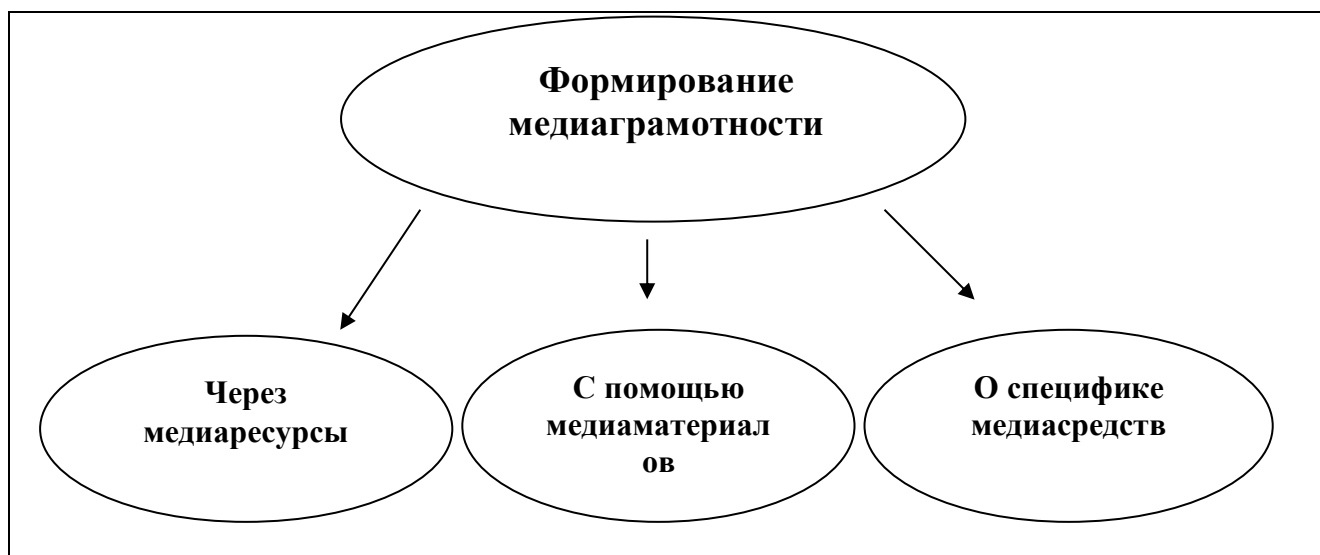 Формирование
медиаграмотности
Через
медиаресурсы
С помощью
медиаматериал
ов
О специфике
медиасредств